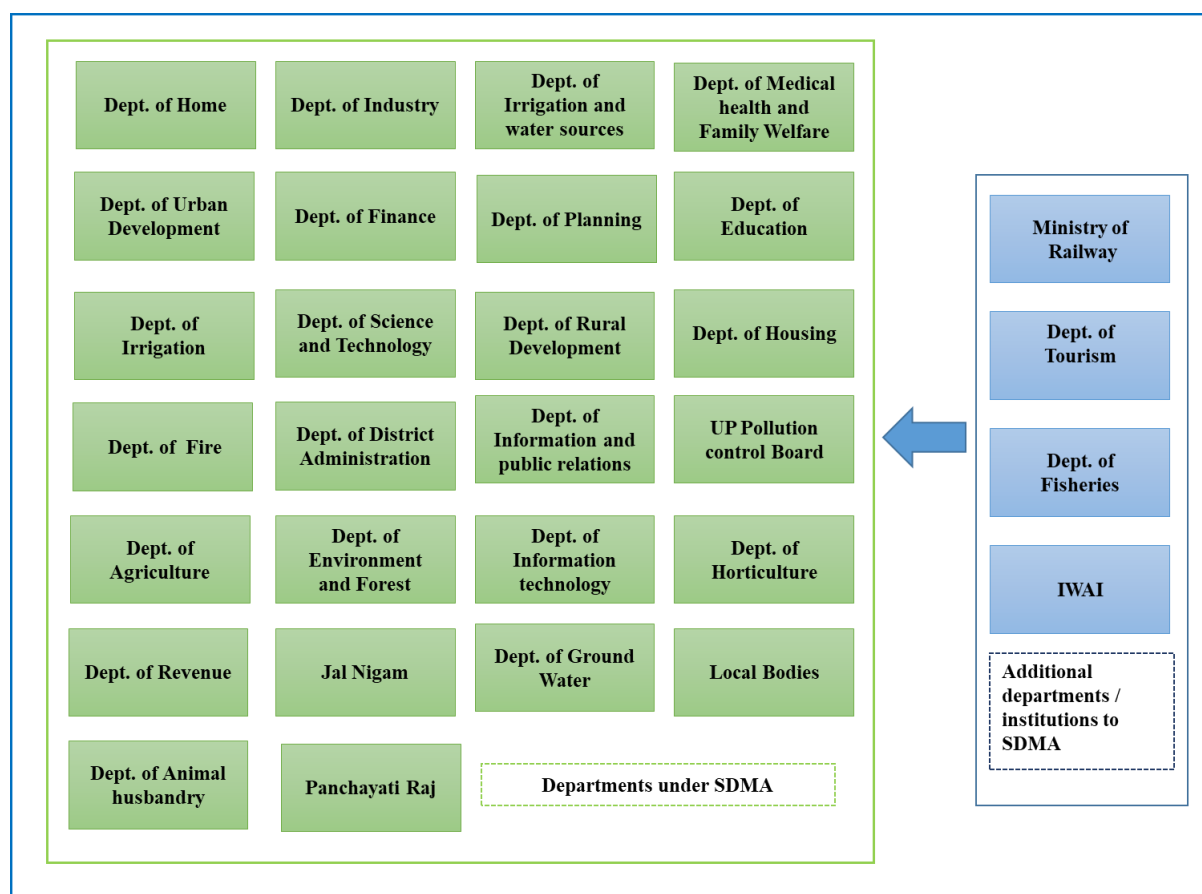 Dept. of Home
Dept. of Industry
Dept. of
Irrigation and
water sources
Dept. of Medical
health and
Family Welfare
Dept. of Urban
Development
Dept. of Finance
Dept. of Planning
Dept. of
Education
Dept. of
Irrigation
Dept. of Science
and Technology
Dept. of Rural
Development
Dept. of Housing
Dept. of  Fire
Dept. of District
Administration
Dept. of
Information and
public relations
UP Pollution
control Board
Dept. of
Agriculture
Dept. of
Environment
and Forest
Dept. of
Information
technology
Dept. of
Horticulture
Dept. of Revenue
Jal Nigam
Dept. of Ground
Water
Local Bodies
Dept. of Animal
husbandry
Panchayati Raj
Departments under SDMA
Ministry of
Railway
Dept. of
Tourism
Dept. of
Fisheries
IWAI
Additional
departments /
institutions to
SDMA